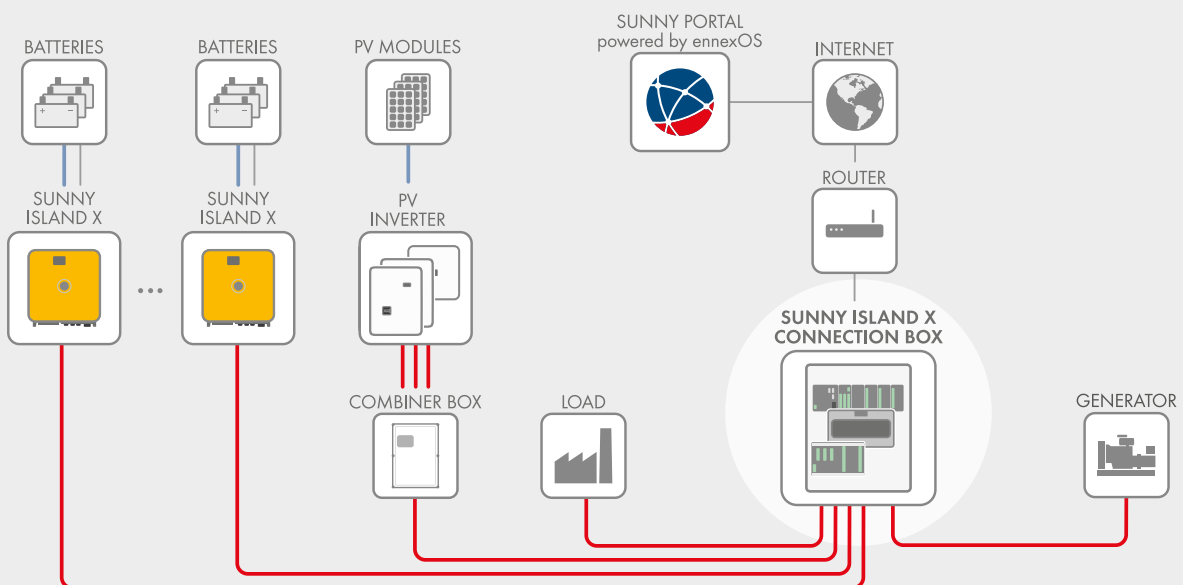 SUNNY PORTAL
powered by ennexOS
BATTERIES
BATTERIES
PV MODULES
INTERNET
SUNNY
ISLAND X
SUNNY
ISLAND X
PV
INVERTER
ROUTER
...
SUNNY ISLAND X
CONNECTION BOX
COMBINER BOX
LOAD
GENERATOR